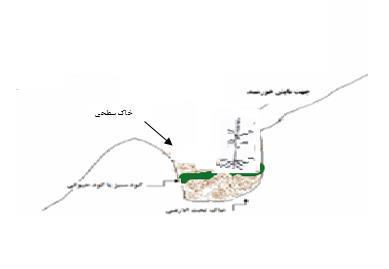 جهت تابش خورشید
خاک سطحی
کود سبز یا کود حیوانی
خاک تحت الارضی